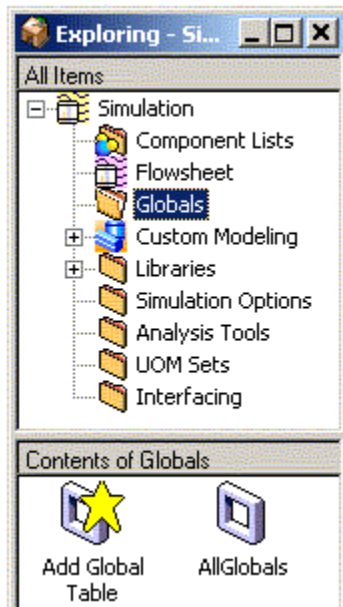 Exploring - Si...
All Items
Simulation
Component Lists
Flowsheet
Globals
Custom Modeling
Libraries
Simulation Options
Analysis Tools
UOM Sets
Interfacing
Contents of Globals
Add Global
Table
AllGlobals